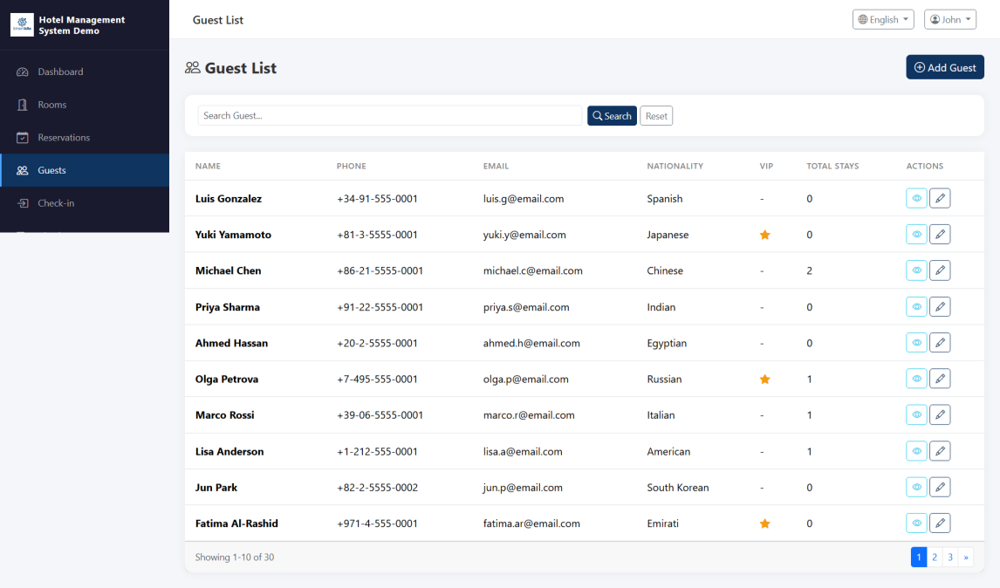 Hotel Management
System Demo
Dashboard
Rooms
Reservations
Guests
Check-in
Guest List
English
John
Guest List
Add Guest
Search Guest...
Search
Reset
NAME PHONE EMAIL NATIONALITY VIP TOTAL STAYS ACTIONS
Luis Gonzalez +34-91-555-0001 luis.g@email.com Spanish - 0
Yuki Yamamoto +81-3-5555-0001 yuki.y@email.com Japanese 0
Michael Chen +86-21-5555-0001 michael.c@email.com Chinese - 2
Priya Sharma +91-22-5555-0001 priya.s@email.com Indian - 0
Ahmed Hassan +20-2-5555-0001 ahmed.h@email.com Egyptian - 0
Olga Petrova +7-495-555-0001 olga.p@email.com Russian 1
Marco Rossi +39-06-5555-0001 marco.r@email.com Italian - 1
Lisa Anderson +1-212-555-0001 lisa.a@email.com American - 1
Jun Park +82-2-5555-0002 jun.p@email.com South Korean - 0
Fatima Al-Rashid +971-4-555-0001 fatima.ar@email.com Emirati 0
Showing 1-10 of 30
1 2 3 »